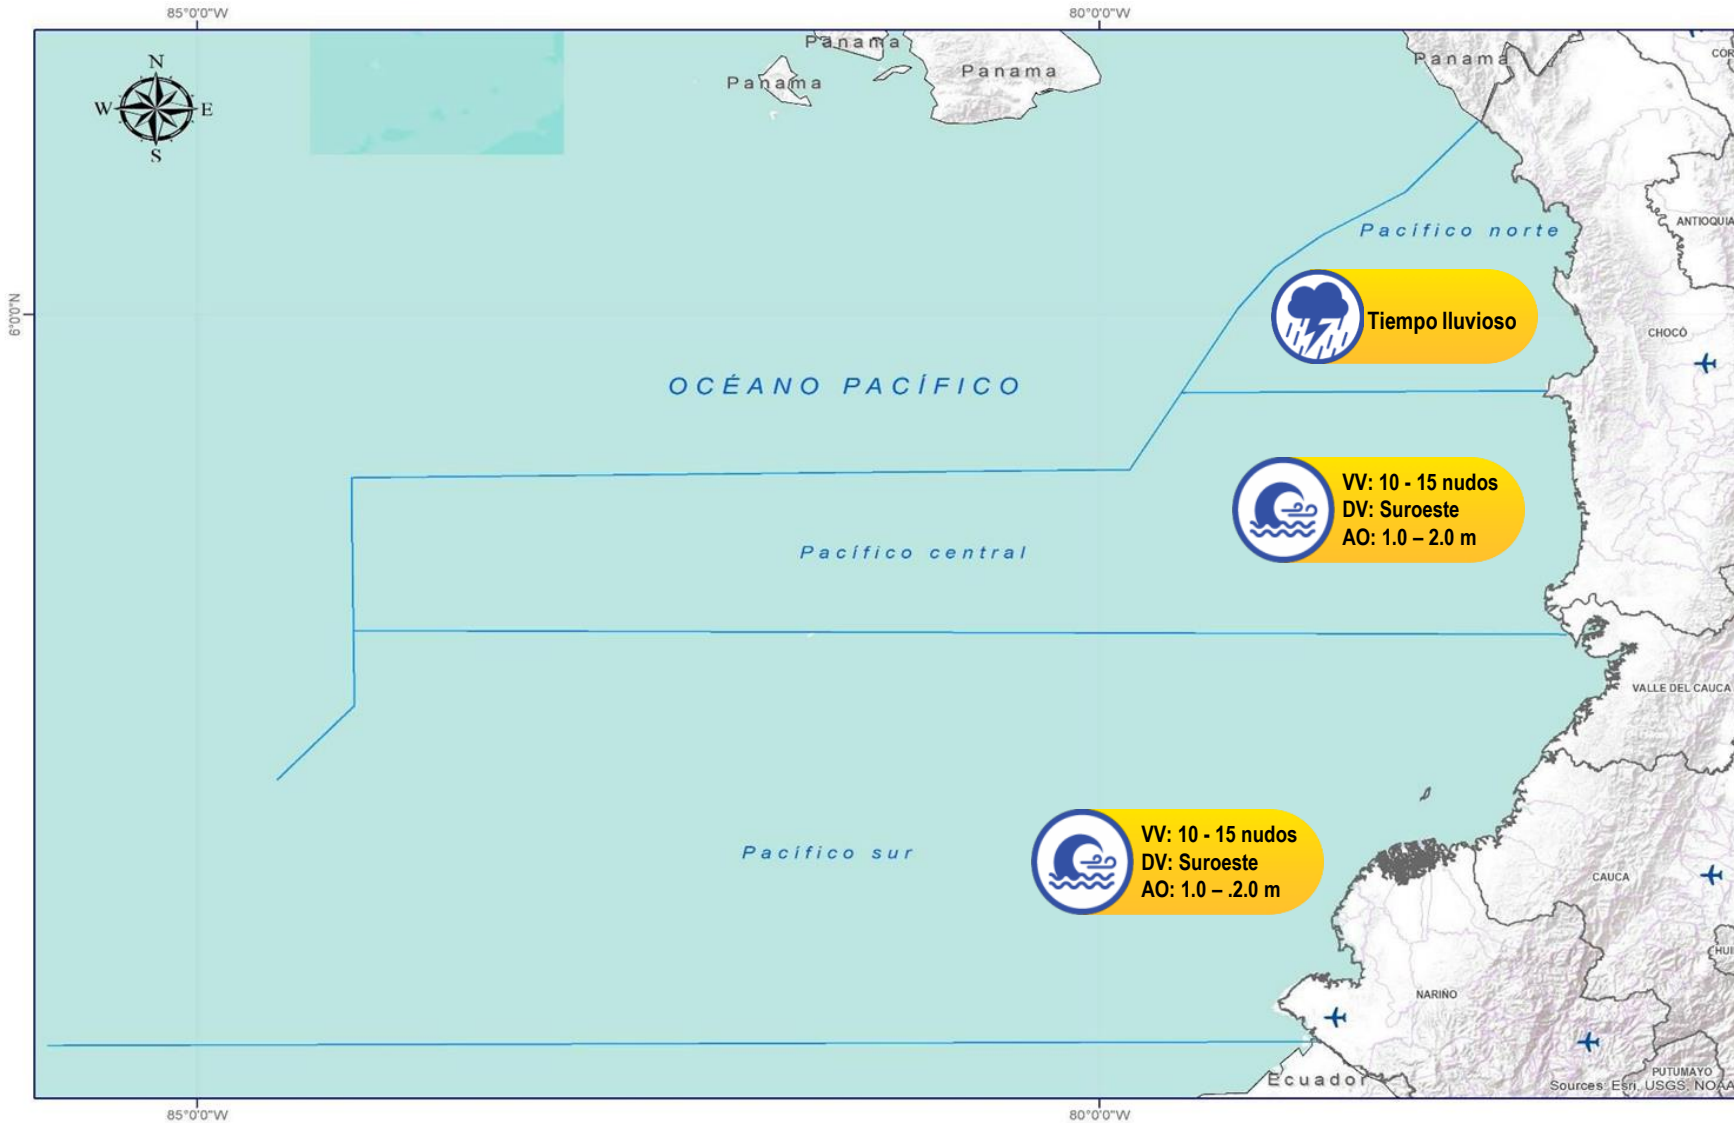 85°0'0"W
80°0'0"W
N
W
E
S
Panama
Panama
Panama
Panama
ANTIOQUIA
Pacífico norte
6°0'0"N
Tiempo lluvioso
CHOCÓ
OCÉANO PACÍFICO
VV: 10 - 15 nudos
DV: Suroeste
AO: 1.0 – 2.0 m
Pacífico central
VALLE DEL CAUCA
VV: 10 - 15 nudos
DV: Suroeste
AO: 1.0 – .2.0 m
Pacífico sur
CAUCA
NARIÑO
PUTUMAYO
Ecuador
Sources: Esri, USGS, NOAA
85°0'0"W
80°0'0"W